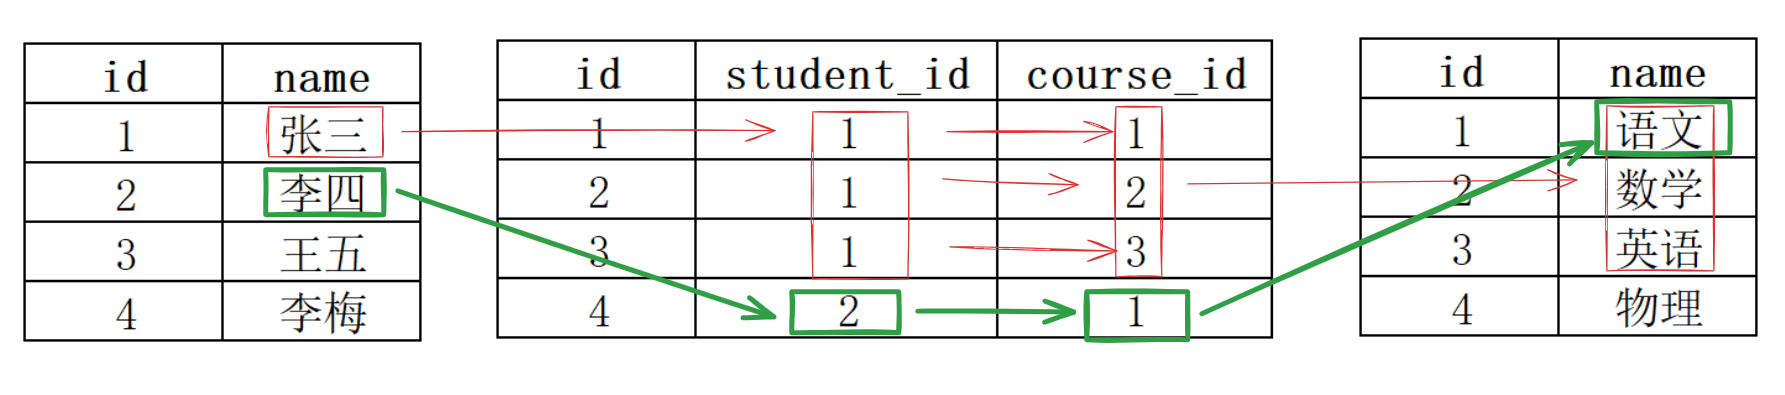 id name id student_id course_id id name
1 张三 1 1 1 1 语文
2 李四 2 1 2 2 数学
3 王五 3 1 3 3 英语
4 李梅 4 2 1 4 物理